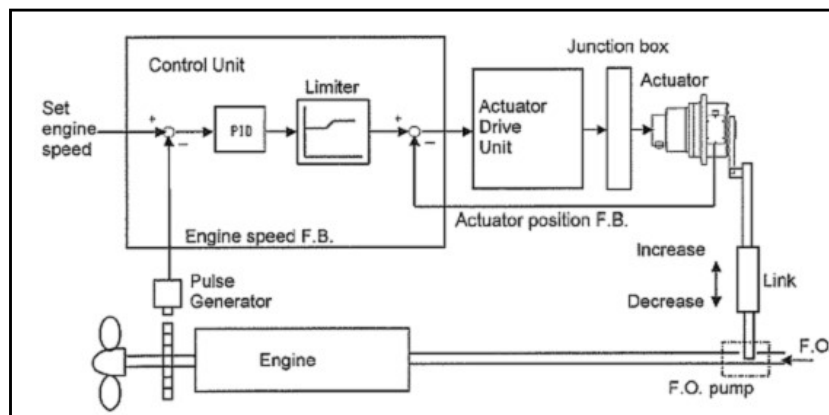 Control Unit
Junction box
Actuator
Limiter
Set
engine
speed
+
−
PID
+
−
Actuator
Drive
Unit
Engine speed F.B.
Actuator position F.B.
Increase
Decrease
Link
Pulse
Generator
Engine
F.O.
F.O. pump